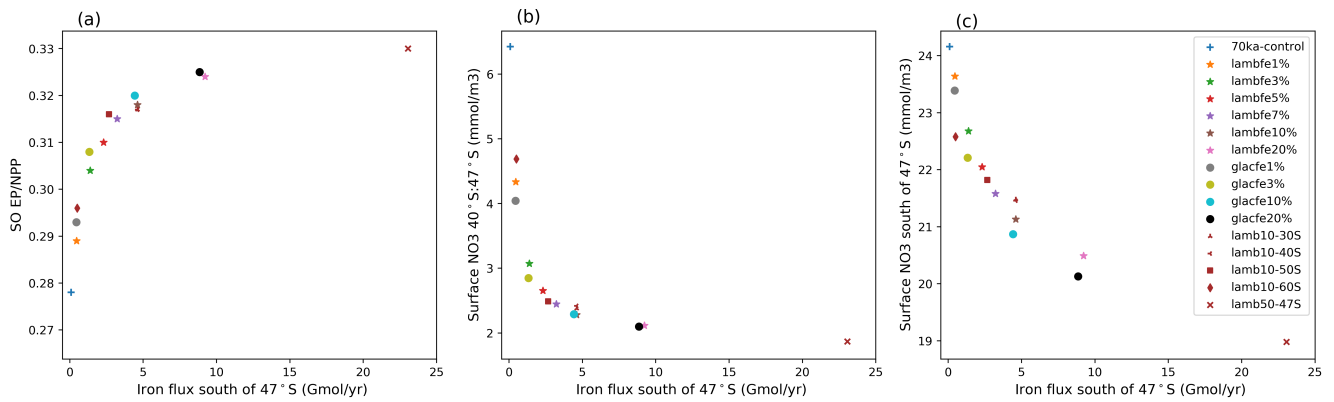 (a)
0.33
0.32
0.31
0.30
0.29
0.28
0.27
SO EP/NPP
0
5
10
15
20
25
Iron flux south of 47°S (Gmol/yr)
(b)
6
5
4
3
2
Surface NO3 40°S:47°S (mmol/m3)
0
5
10
15
20
25
Iron flux south of 47°S (Gmol/yr)
(c)
24
23
22
21
20
19
Surface NO3 south of 47°S (mmol/m3)
0
5
10
15
20
25
Iron flux south of 47°S (Gmol/yr)
70ka-control
lambfe1%
lambfe3%
lambfe5%
lambfe7%
lambfe10%
lambfe20%
glacfe1%
glacfe3%
glacfe10%
glacfe20%
lamb10-30S
lamb10-40S
lamb10-50S
lamb10-60S
lamb50-47S